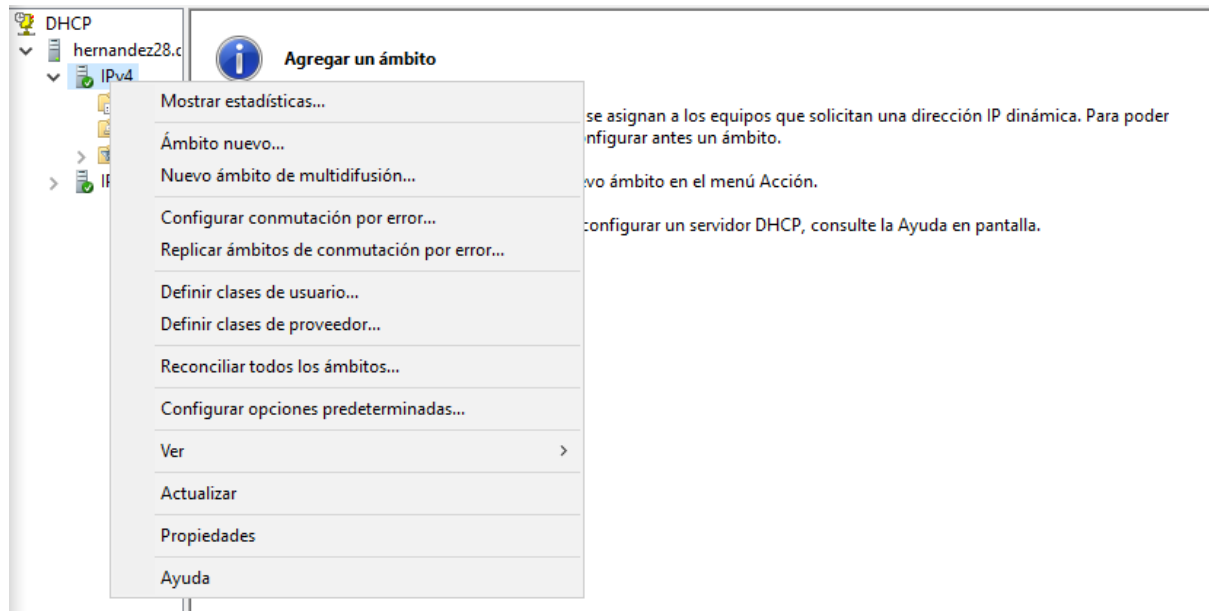 DHCP
hernandez28.c
IPv4
Agregar un ámbito
Mostrar estadísticas...
se asignan a los equipos que solicitan una dirección IP dinámica. Para poder
nfigurar antes un ámbito.
Ámbito nuevo...
Nuevo ámbito de multidifusión...
vo ámbito en el menú Acción.
Configurar conmutación por error...
configurar un servidor DHCP, consulte la Ayuda en pantalla.
Replicar ámbitos de conmutación por error...
Definir clases de usuario...
Definir clases de proveedor...
Reconciliar todos los ámbitos...
Configurar opciones predeterminadas...
Ver
Actualizar
Propiedades
Ayuda